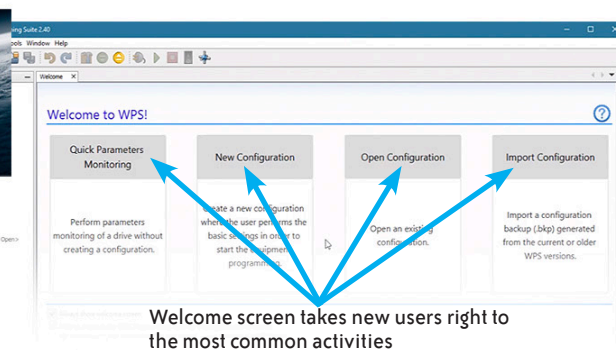 ing Suite 2.40
ools Window Help
Welcome X
Welcome to WPS!
?
Quick Parameters
Monitoring
Perform parameters
monitoring of a drive without
creating a configuration.
New Configuration
Create a new configuration
where the user performs the
basic settings in order to
start the equipment
programming.
Open Configuration
Open an existing
configuration.
Import Configuration
Import a configuration
backup (.bkp) generated
from the current or older
WPS versions.
Open>
Welcome screen takes new users right to
the most common activities